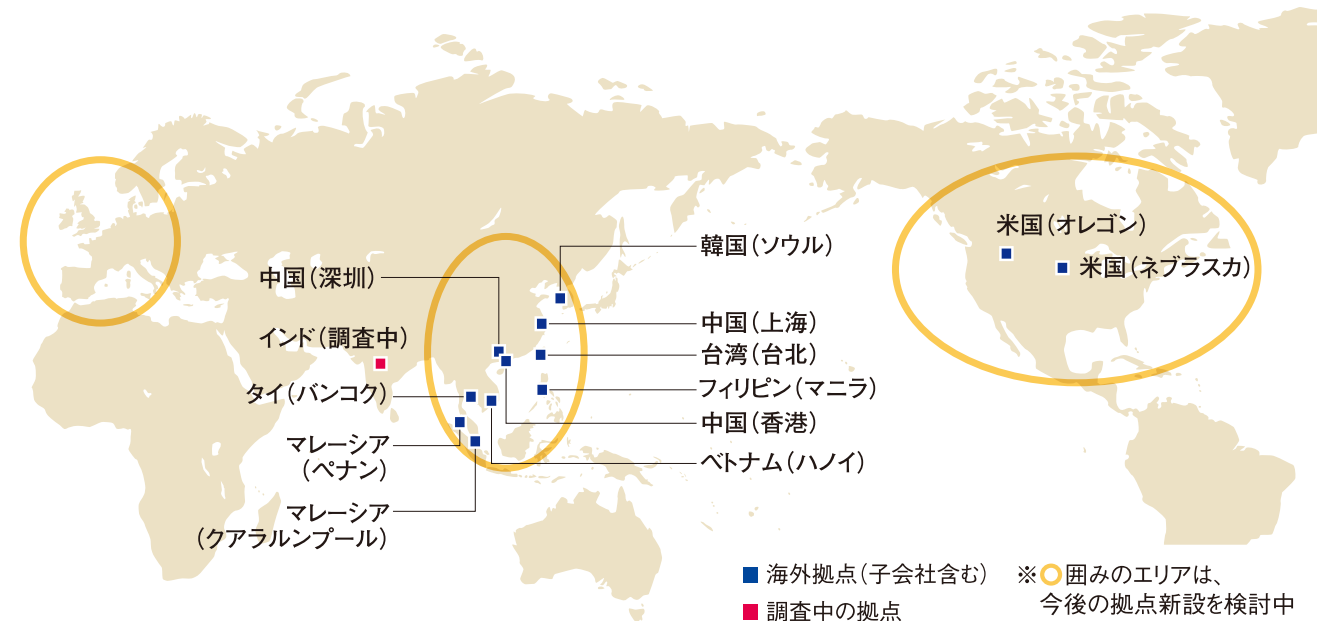 韓国(ソウル)
中国(深圳)
中国(上海)
インド(調査中)
台湾(台北)
タイ(バンコク)
フィリピン(マニラ)
中国(香港)
マレーシア
(ペナン)
ベトナム(ハノイ)
マレーシア
(クアラルンプール)
米国(オレゴン)
米国(ネブラスカ)
海外拠点(子会社含む)
調査中の拠点
※○囲みのエリアは、
今後の拠点新設を検討中